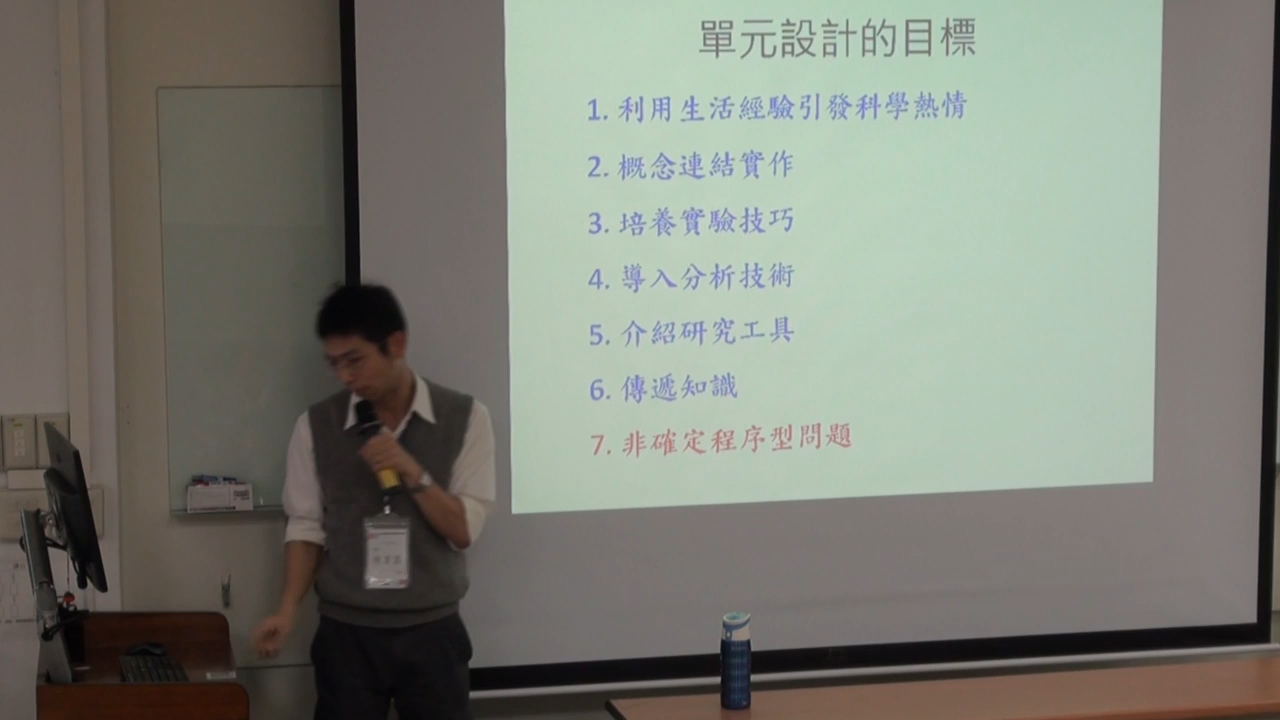 單元設計的目標
1. 利用生活經驗引發科學熱情
2. 概念連結實作
3. 培養實驗技巧
4. 導入分析技術
5. 介紹研究工具
6. 傳遞知識
7. 非確定程序型問題